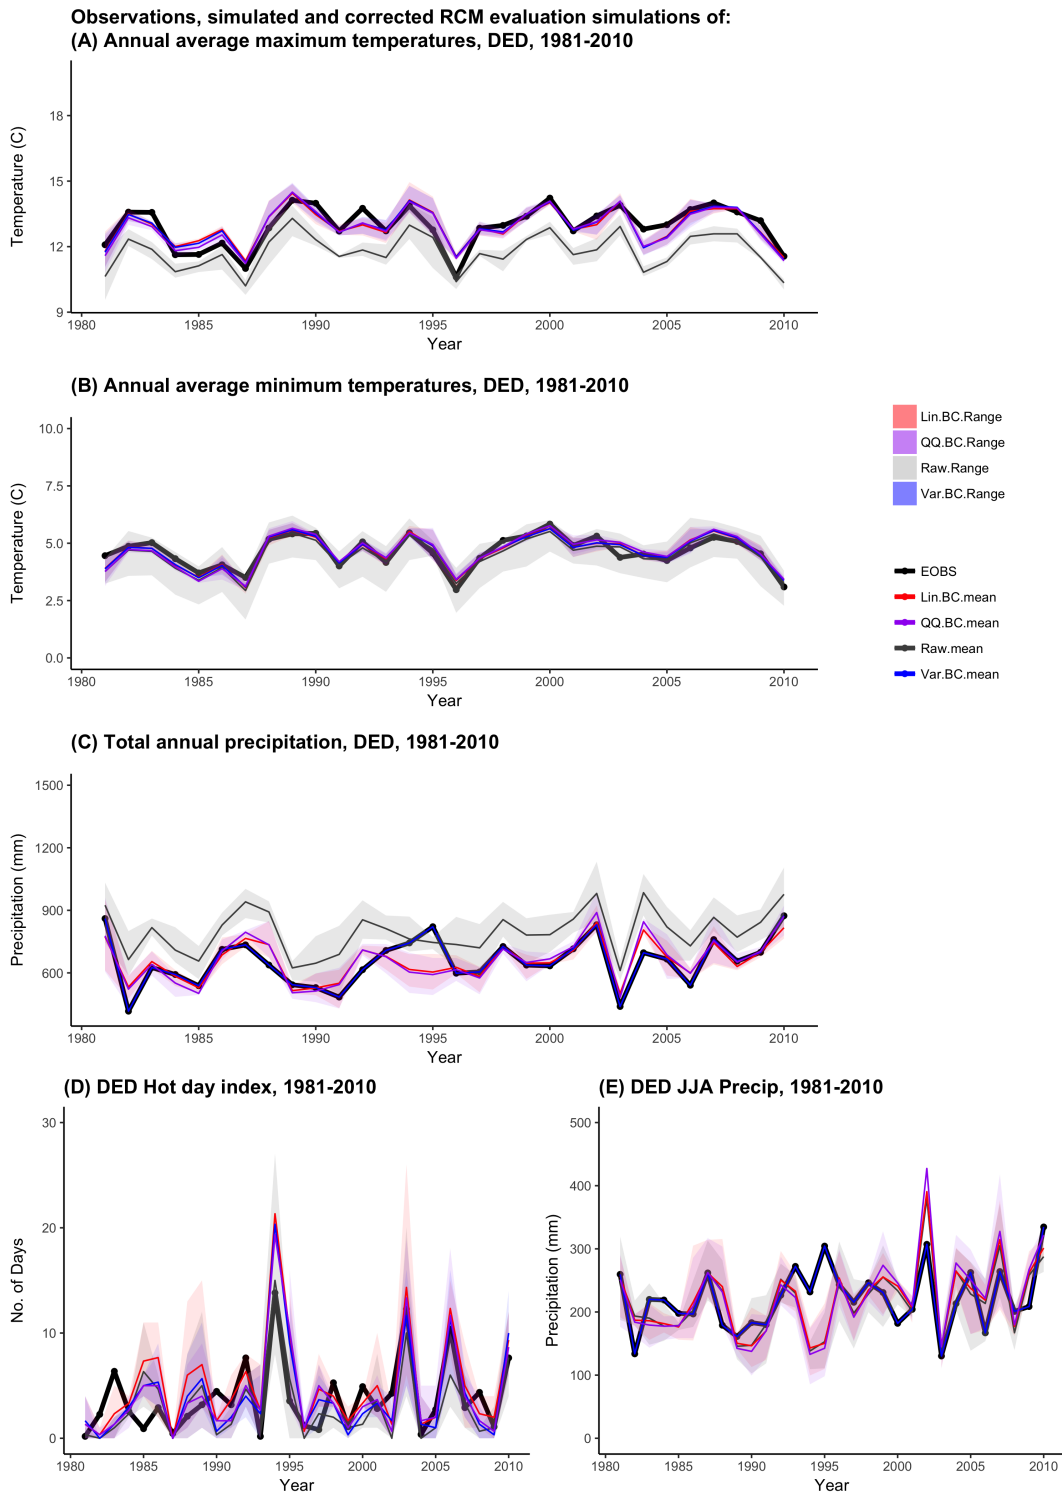 Observations, simulated and corrected RCM evaluation simulations of:
(A) Annual average maximum temperatures, DED, 1981-2010
Temperature (C)
18
15
12
9
1980 1985 1990 1995 2000 2005 2010
Year
(B) Annual average minimum temperatures, DED, 1981-2010
Temperature (C)
10.0
7.5
5.0
2.5
0.0
1980 1985 1990 1995 2000 2005 2010
Year
Lin.BC.Range
QQ.BC.Range
Raw.Range
Var.BC.Range
EOBS
Lin.BC.mean
QQ.BC.mean
Raw.mean
Var.BC.mean
(C) Total annual precipitation, DED, 1981-2010
Precipitation (mm)
1500
1200
900
600
1980 1985 1990 1995 2000 2005 2010
Year
(D) DED Hot day index, 1981-2010
No. of Days
30
20
10
0
1980 1985 1990 1995 2000 2005 2010
Year
(E) DED JJA Precip, 1981-2010
Precipitation (mm)
500
400
300
200
100
0
1980 1985 1990 1995 2000 2005 2010
Year